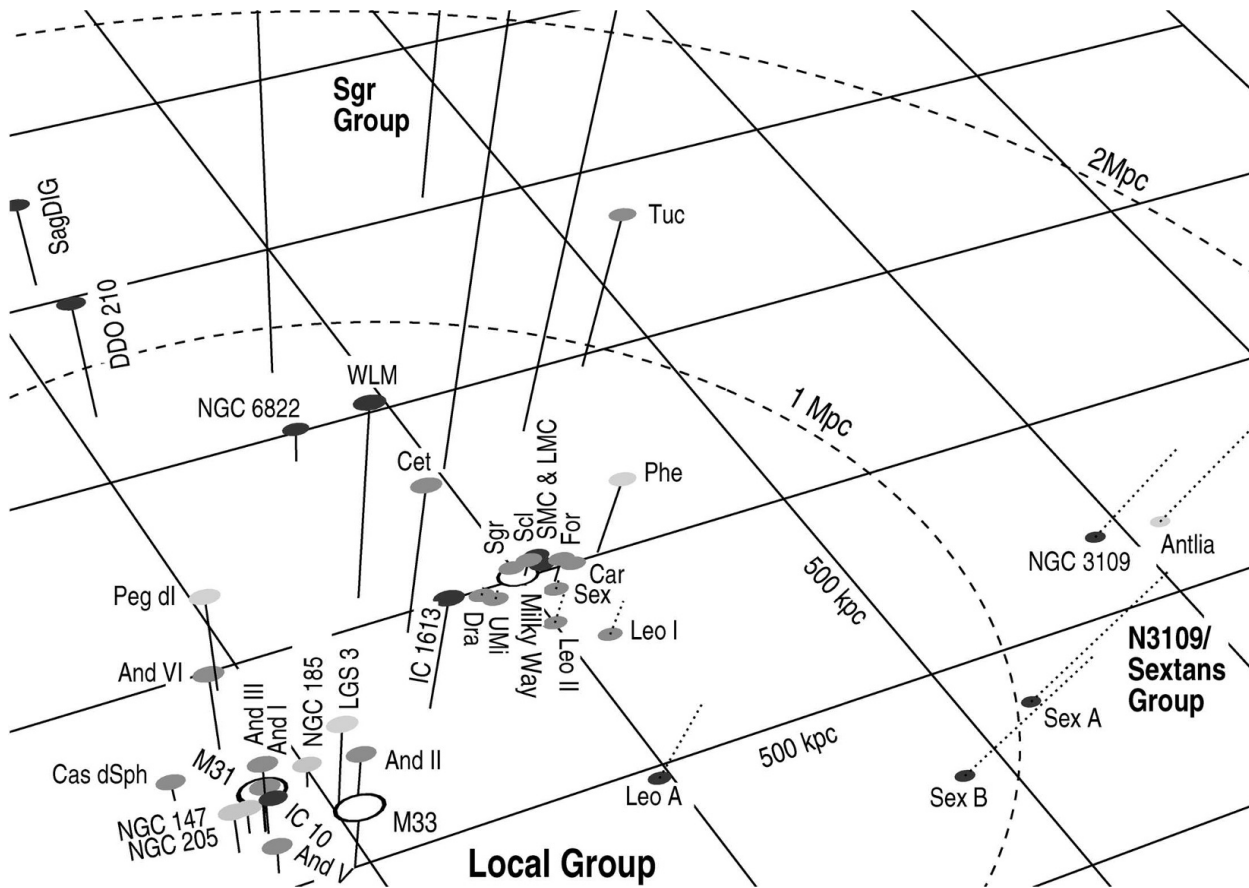 Sgr
Group
2Mpc
SagDIG
Tuc
DDO 210
WLM
NGC 6822
1 Mpc
Cet
Phe
Sgr
Scl
SMC & LMC
For
Car
Sex
NGC 3109
Antlia
500 kpc
Peg dI
IC 1613
Dra
UMi
Milky Way
Leo II
Leo I
N3109/
Sextans
Group
And VI
And III
And I
NGC 185
LGS 3
500 kpc
Sex A
M31
And II
Cas dSph
Leo A
Sex B
NGC 147
NGC 205
IC 10
And V
M33
Local Group